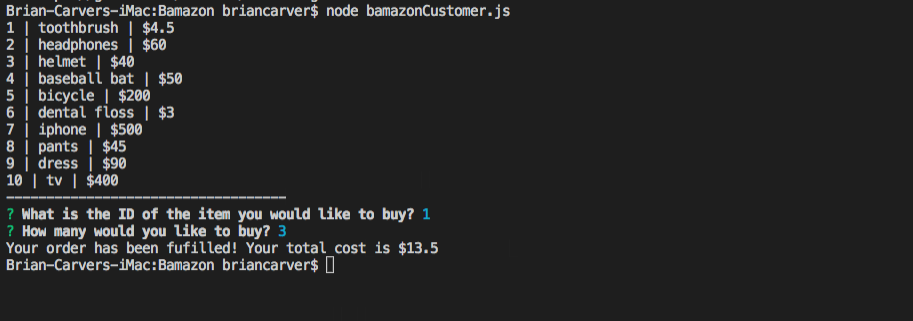 Brian-Carvers-iMac:Bamazon briancarver$ node bamazonCustomer.js
1 | toothbrush | $4.5
2 | headphones | $60
3 | helmet | $40
4 | baseball bat | $50
5 | bicycle | $200
6 | dental floss | $3
7 | iphone | $500
8 | pants | $45
9 | dress | $90
10 | tv | $400
-----------------------------------
? What is the ID of the item you would like to buy? 1
? How many would you like to buy? 3
Your order has been fufilled! Your total cost is $13.5
Brian-Carvers-iMac:Bamazon briancarver$